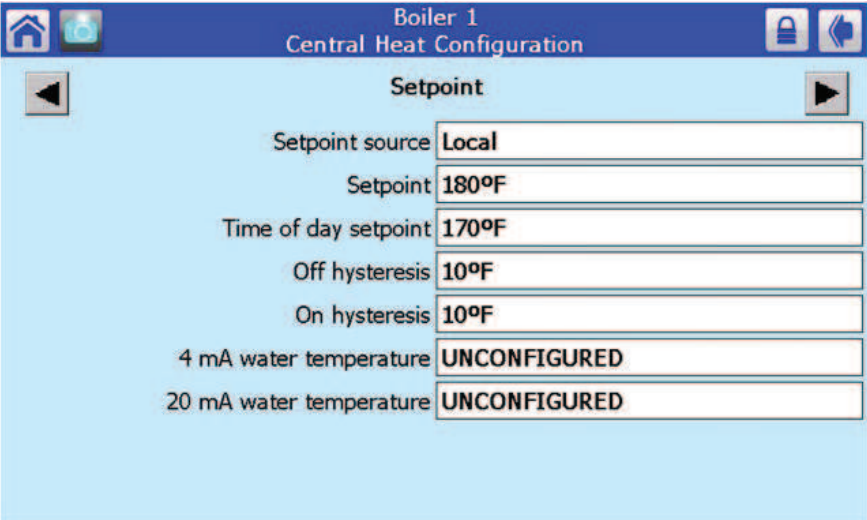 Boiler 1
Central Heat Configuration
Setpoint
Setpoint source Local
Setpoint 180ºF
Time of day setpoint 170ºF
Off hysteresis 10ºF
On hysteresis 10ºF
4 mA water temperature UNCONFIGURED
20 mA water temperature UNCONFIGURED